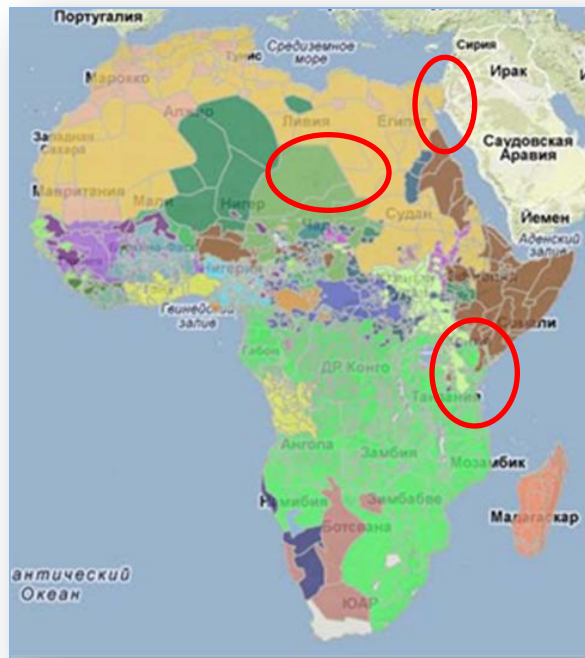 Португалия
Средиземное
море
Тунис
Сирия
Ирак
Марокко
Алжир
Ливия
Египет
Западная
Сахара
Саудовская
Аравия
Мавритания
Мали
Нигер
Чад
Судан
Йемен
Аденский
залив
Нигерия
Гвинейский
залив
Сомали
Габон
ДР Конго
Танзания
Ангола
Замбия
Мозамбик
Намибия
Зимбабве
Ботсвана
Мадагаскар
антический
Океан
ЮАР